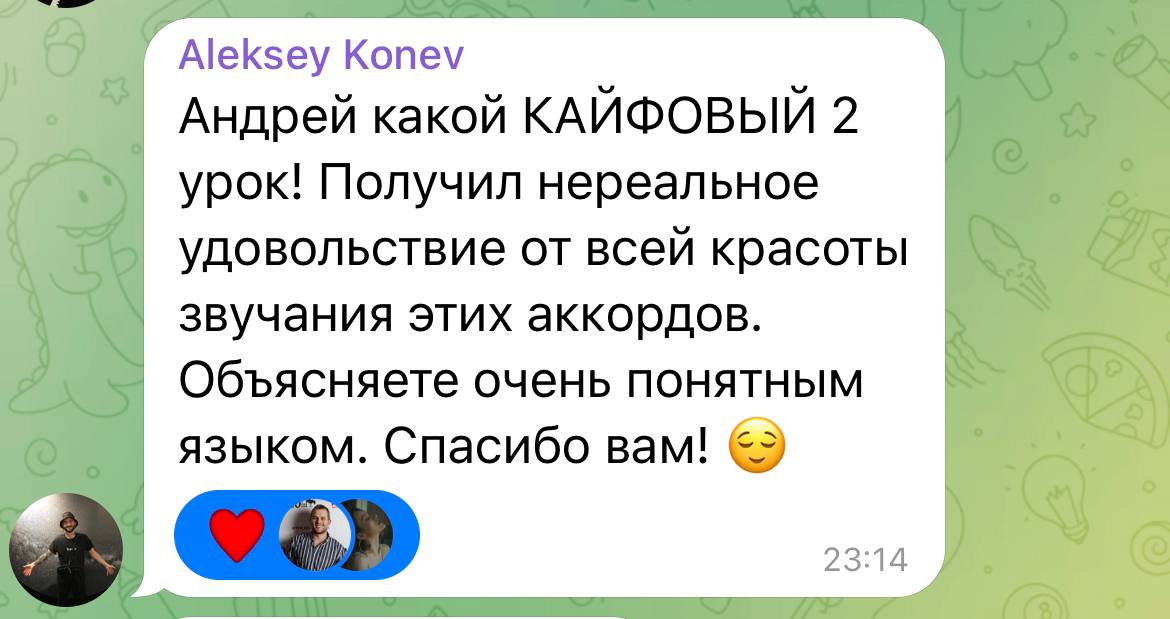 Aleksey Konev
Андрей какой КАЙФОВЫЙ 2
урок! Получил нереальное
удовольствие от всей красоты
звучания этих аккордов.
Объясняете очень понятным
языком. Спасибо вам! 😌
23:14